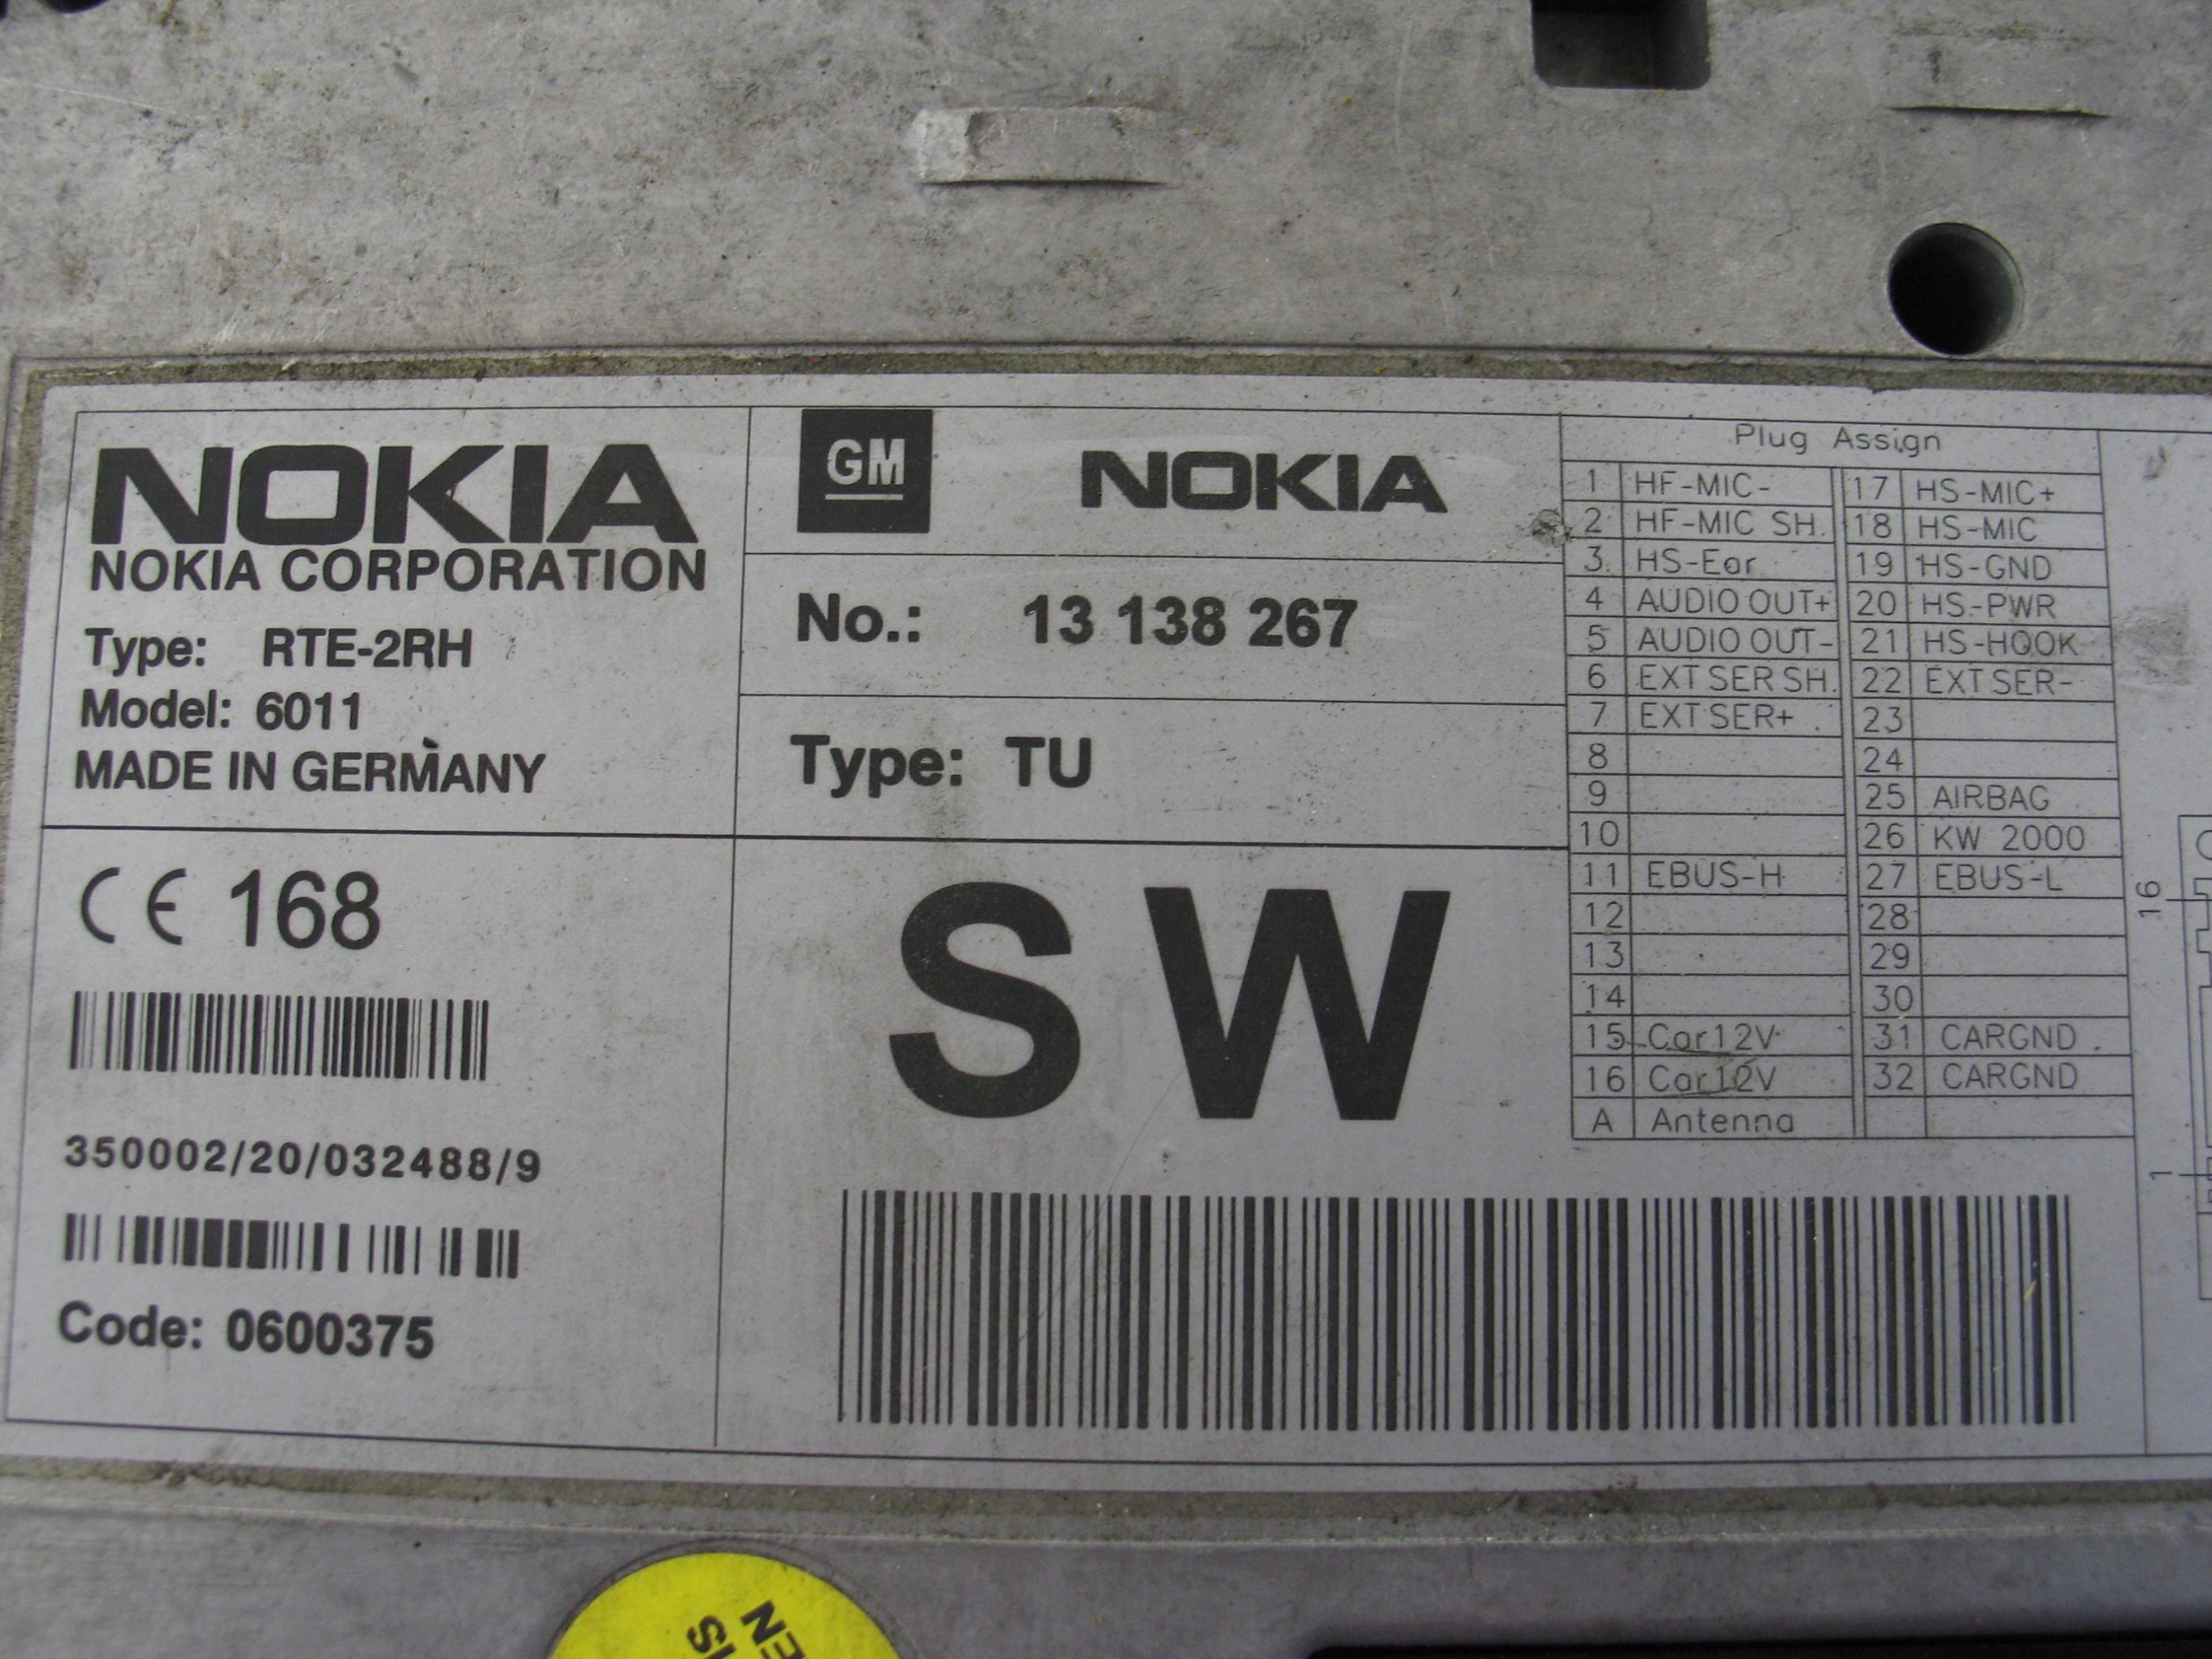 NOKIA
NOKIA CORPORATION
Type: RTE-2RH
Model: 6011
MADE IN GERMANY
CE 168
350002/20/032488/9
Code: 0600375
GM NOKIA
No.: 13 138 267
Type: TU
SW
Plug Assign
1 HF-MIC- 17 HS-MIC+
2 HF-MIC SH. 18 HS-MIC
3 HS-Ear 19 HS-GND
4 AUDIO OUT+ 20 HS-PWR
5 AUDIO OUT- 21 HS-HOOK
6 EXT SER SH. 22 EXT SER-
7 EXT SER+ 23
8 24
9 25 AIRBAG
10 26 KW 2000
11 EBUS-H 27 EBUS-L
12 28
13 29
14 30
15 Car12V 31 CARGND
16 Car12V 32 CARGND
A Antenna
16
1